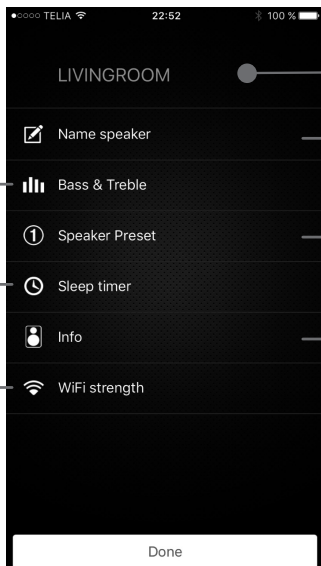 TELIA 22:52 100 %
LIVINGROOM
Name speaker
Bass & Treble
1 Speaker Preset
Sleep timer
Info
WiFi strength
Done